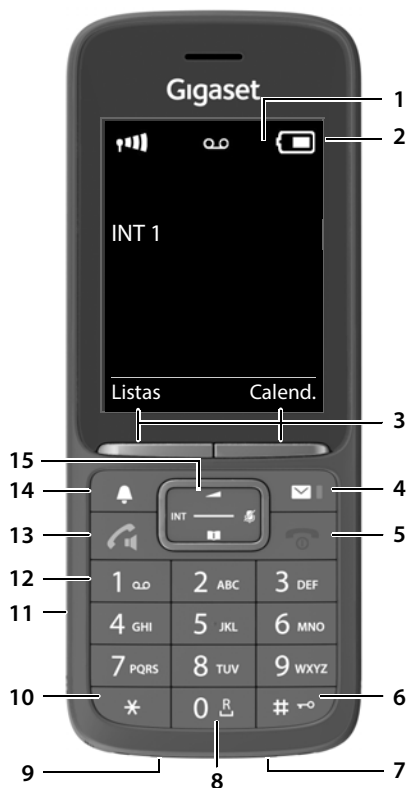 Gigaset
1
2
INT 1
Listas Calend.
3
15
14
4
INT
13
5
12
1 2 ABC 3 DEF
11
4 GHI 5 JKL 6 MNO
7 PQRS 8 TUV 9 WXYZ
10
* 0 R #
6
9
8
7